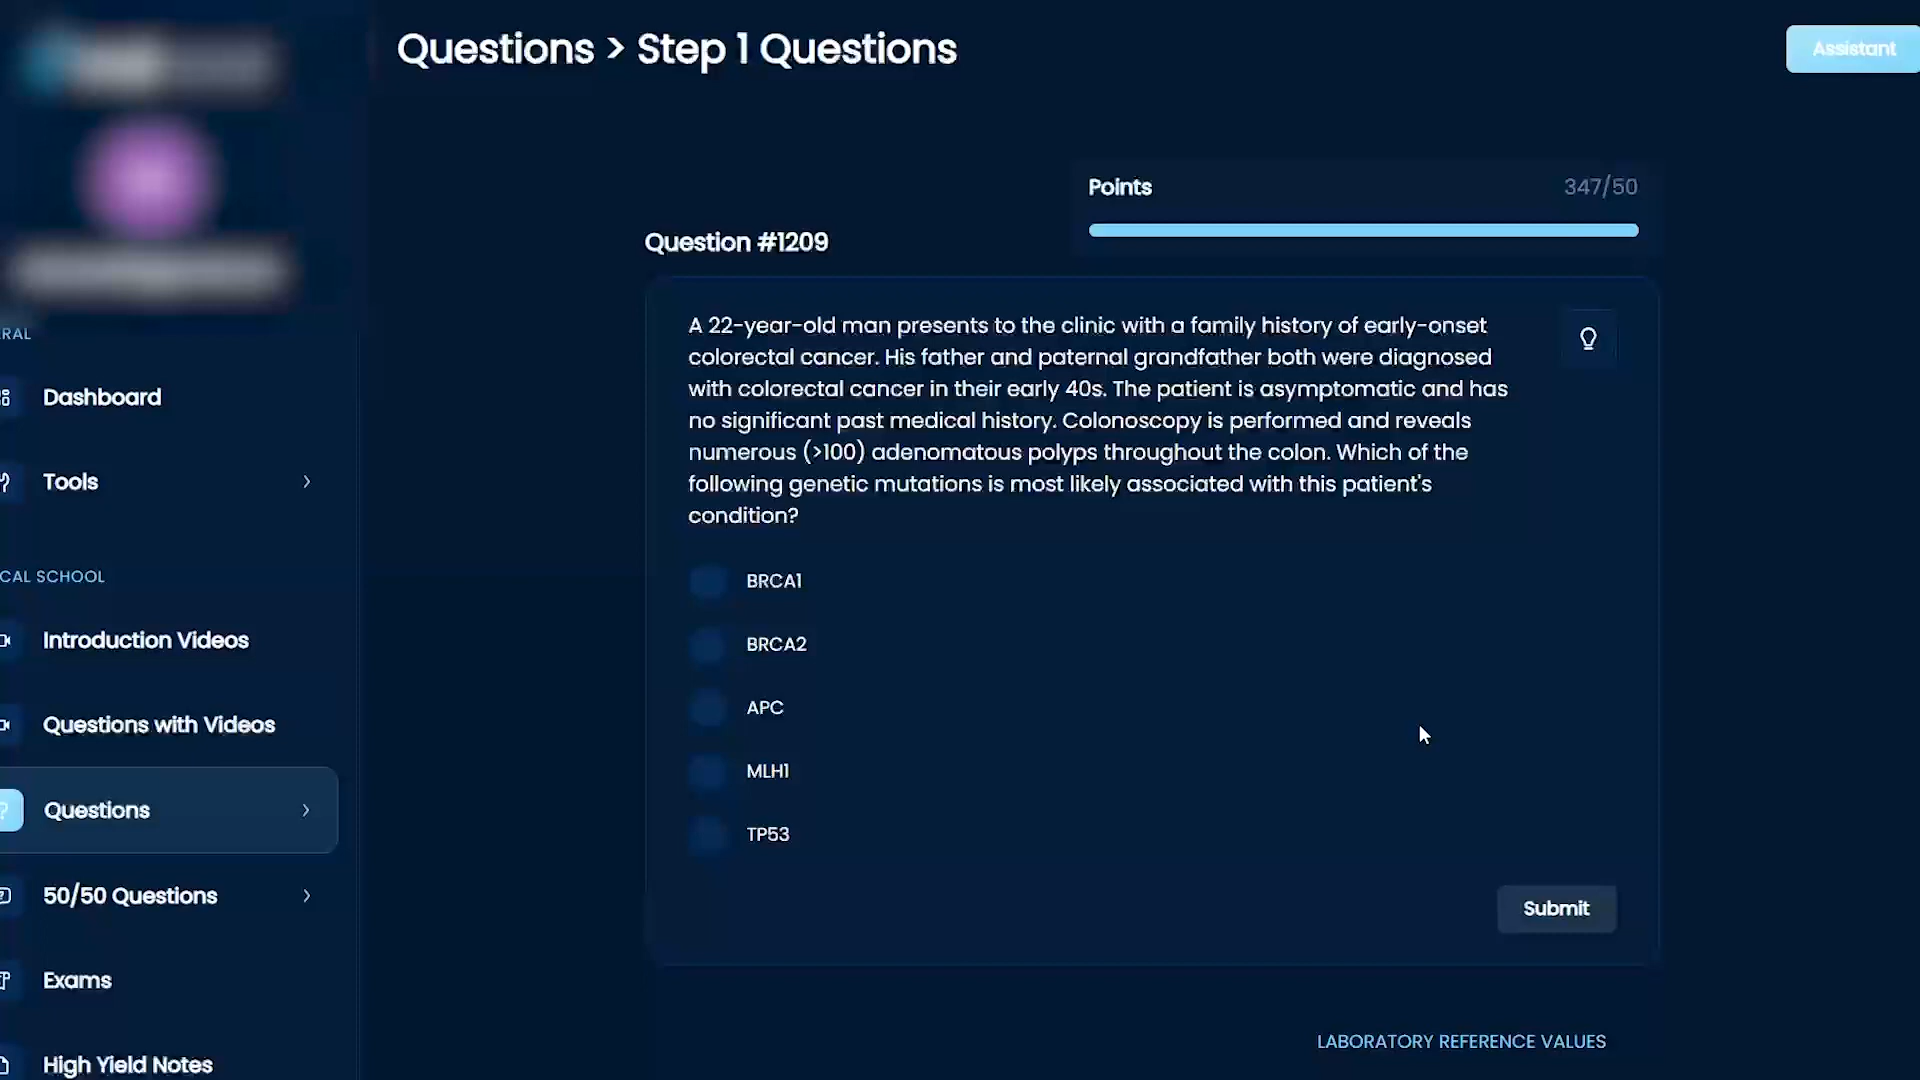 Questions > Step 1 Questions
Assistant
Points
347/50
Question #1209
A 22-year-old man presents to the clinic with a family history of early-onset
colorectal cancer. His father and paternal grandfather both were diagnosed
with colorectal cancer in their early 40s. The patient is asymptomatic and has
no significant past medical history. Colonoscopy is performed and reveals
numerous (>100) adenomatous polyps throughout the colon. Which of the
following genetic mutations is most likely associated with this patient's
condition?
BRCA1
BRCA2
APC
MLH1
TP53
Submit
LABORATORY REFERENCE VALUES
RAL
Dashboard
Tools
CAL SCHOOL
Introduction Videos
Questions with Videos
Questions
50/50 Questions
Exams
High Yield Notes